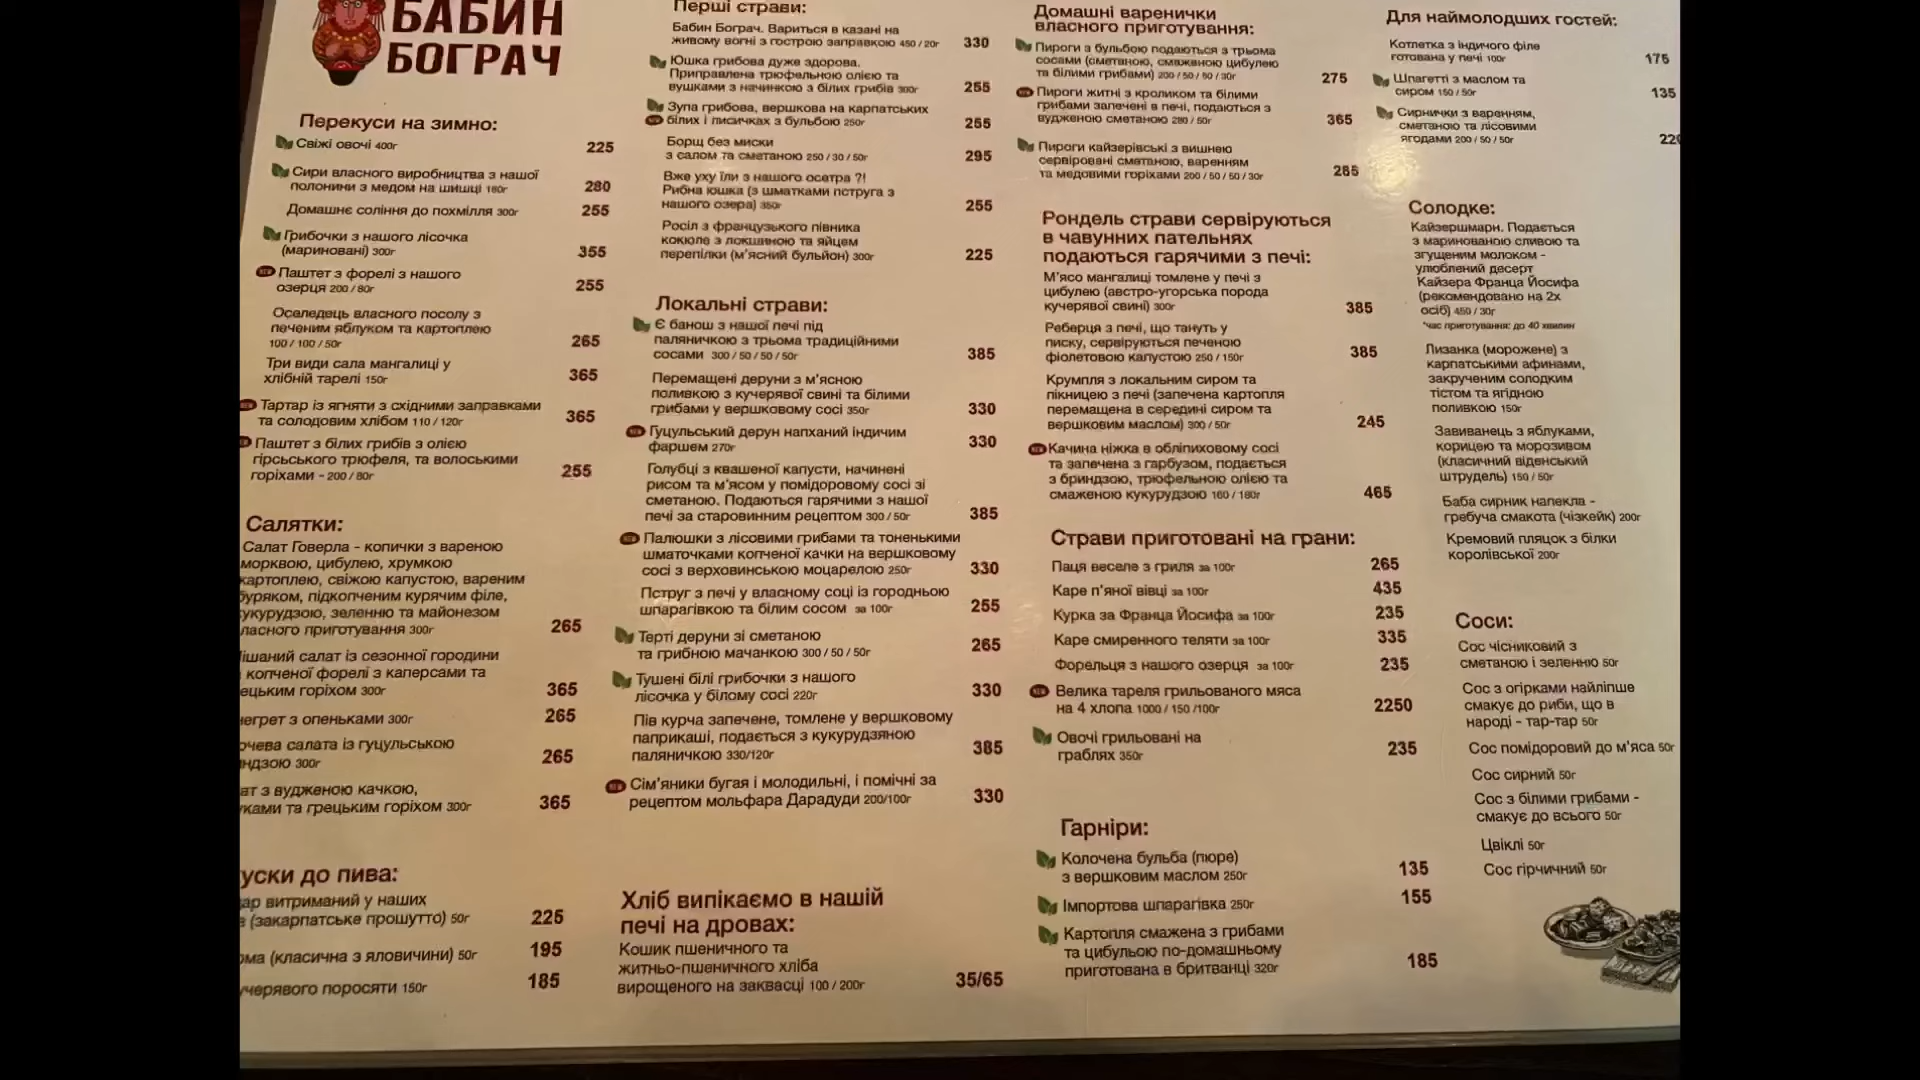 БАБИН
БОГРАЧ
Перекуси на зимно:
Свіжі овочі 400г 225
Сири власного виробництва з нашої
полонини з медом на шишці 180г 280
Домашнє соління до похмілля 300г 255
Грибочки з нашого лісочка
(мариновані) 300г 355
NEW Паштет з форелі з нашого
озерця 200 / 80г 255
Оселедець власного посолу з
печеним яблуком та картоплею
100 / 100 / 50г 265
Три види сала мангалиці у
хлібній тарелі 150г 365
Тартар із ягняти з східними заправками
та солодовим хлібом 110 / 120г 365
Паштет з білих грибів з олією
гірського трюфеля, та волоськими
горіхами - 200 / 80г 255
Салятки:
Салат Говерла - копички з вареною
морквою, цибулею, хрумкою
картоплею, свіжою капустою, вареним
буряком, підкопченим курячим філе,
кукурудзою, зеленню та майонезом
ласного приготування 300г 265
ішаний салат із сезонної городини
копченої форелі з каперсами та
ецьким горіхом 300г 365
негрет з опеньками 300г 265
очева салата із гуцульською
ндзою 300г 265
ат з вудженою качкою,
уками та грецьким горіхом 300г 365
уски до пива:
ар витриманий у наших
(закарпатське прошутто) 50г 225
ома (класична з яловичини) 50г 195
учерявого поросяти 150г 185
Перші страви:
Бабин Бограч. Вариться в казані на
живому вогні з гострою заправкою 450 / 20г 330
Юшка грибова дуже здорова.
Приправлена трюфельною олією та
вушками з начинкою з білих грибів 300г 255
Зупа грибова, вершкова на карпатських
NEW білих і лисичках з бульбою 250г 255
Борщ без миски
з салом та сметаною 250 / 30 / 50г 295
Вже уху їли з нашого осетра ?!
Рибна юшка (з шматками пструга з
нашого озера) 350г 255
Росіл з французького півника
кокюле з локшиною та яйцем
перепілки (м'ясний бульйон) 300г 225
Локальні страви:
Є банош з нашої печі під
паляничкою з трьома традиційними
сосами 300 / 50 / 50 / 50г 385
Перемащені деруни з м'ясною
поливкою з кучерявої свині та білими
грибами у вершковому сосі 350г 330
NEW Гуцульський дерун напханий індичим
фаршем 270г 330
Голубці з квашеної капусти, начинені
рисом та м'ясом у помідоровому сосі зі
сметаною. Подаються гарячими з нашої
печі за старовинним рецептом 300 / 50г 385
NEW Палюшки з лісовими грибами та тоненькими
шматочками копченої качки на вершковому
сосі з верховинською моцарелою 250г 330
Пструг з печі у власному соці із городньою
шпарагівкою та білим сосом за 100г 255
Терті деруни зі сметаною
та грибною мачанкою 300 / 50 / 50г 265
Тушені білі грибочки з нашого
лісочка у білому сосі 220г 330
Пів курча запечене, томлене у вершковому
паприкаші, подається з кукурудзяною
паляничкою 330/120г 385
NEW Сім'яники бугая і молодильні, і помічні за
рецептом мольфара Дарадуди 200/100г 330
Хліб випікаємо в нашій
печі на дровах:
Кошик пшеничного та
житньо-пшеничного хліба
вирощеного на заквасці 100 / 200г 35/65
Домашні варенички
власного приготування:
Пироги з бульбою подаються з трьома
сосами (сметаною, смаженою цибулею
та білими грибами) 200 / 50 / 50 / 30г 275
NEW Пироги житні з кроликом та білими
грибами запечені в печі, подаються з
вудженою сметаною 280 / 50г 365
Пироги кайзерівські з вишнею
сервіровані сметаною, варенням
та медовими горіхами 200 / 50 / 50 / 30г 285
Рондель страви сервіруються
в чавунних пательнях
подаються гарячими з печі:
М'ясо мангалиці томлене у печі з
цибулею (австро-угорська порода
кучерявої свині) 300г 385
Реберця з печі, що тануть у
писку, сервіруються печеною
фіолетовою капустою 250 / 150г 385
Крумпля з локальним сиром та
пікницею з печі (запечена картопля
перемащена в середині сиром та
вершковим маслом) 300 / 50г 245
NEW Качина ніжка в обліпиховому сосі
та запечена з гарбузом, подається
з бриндзою, трюфельною олією та
смаженою кукурудзою 160 / 180г 465
Страви приготовані на грани:
Паця веселе з гриля за 100г 265
Каре п'яної вівці за 100г 435
Курка за Франца Йосифа за 100г 235
Каре смиренного теляти за 100г 335
Форельця з нашого озерця за 100г 235
NEW Велика тареля грильованого мяса
на 4 хлопа 1000 / 150 /100г 2250
Овочі грильовані на
граблях 350г 235
Гарніри:
Колочена бульба (пюре)
з вершковим маслом 250г 135
Імпортова шпарагівка 250г 155
Картопля смажена з грибами
та цибульою по-домашньому
приготована в британці 320г 185
Для наймолодших гостей:
Котлетка з індичого філе
готована у печі 100г 175
Шпагетті з маслом та
сиром 150 / 50г 135
Сирнички з варенням,
сметаною та лісовими
ягодами 200 / 50 / 50г 220
Солодке:
Кайзершмарн. Подається
з маринованою сливою та
згущеним молоком -
улюблений десерт
Кайзера Франца Йосифа
(рекомендовано на 2х
осіб) 450 / 30г
*час приготування: до 40 хвилин
Лизанка (морожене) з
карпатськими афинами,
закрученим солодким
тістом та ягідною
поливкою 150г
Завиванець з яблуками,
корицею та морозивом
(класичний віденський
штрудель) 150 / 50г
Баба сирник напекла -
гребуча смакота (чізкейк) 200г
Кремовий пляцок з білки
королівської 200г
Соси:
Сос чісниковий з
сметаною і зеленню 50г
Сос з огірками найліпше
смакує до риби, що в
народі - тар-тар 50г
Сос помідоровий до м'яса 50г
Сос сирний 50г
Сос з білими грибами -
смакує до всього 50г
Цвіклі 50г
Сос гірчичний 50г